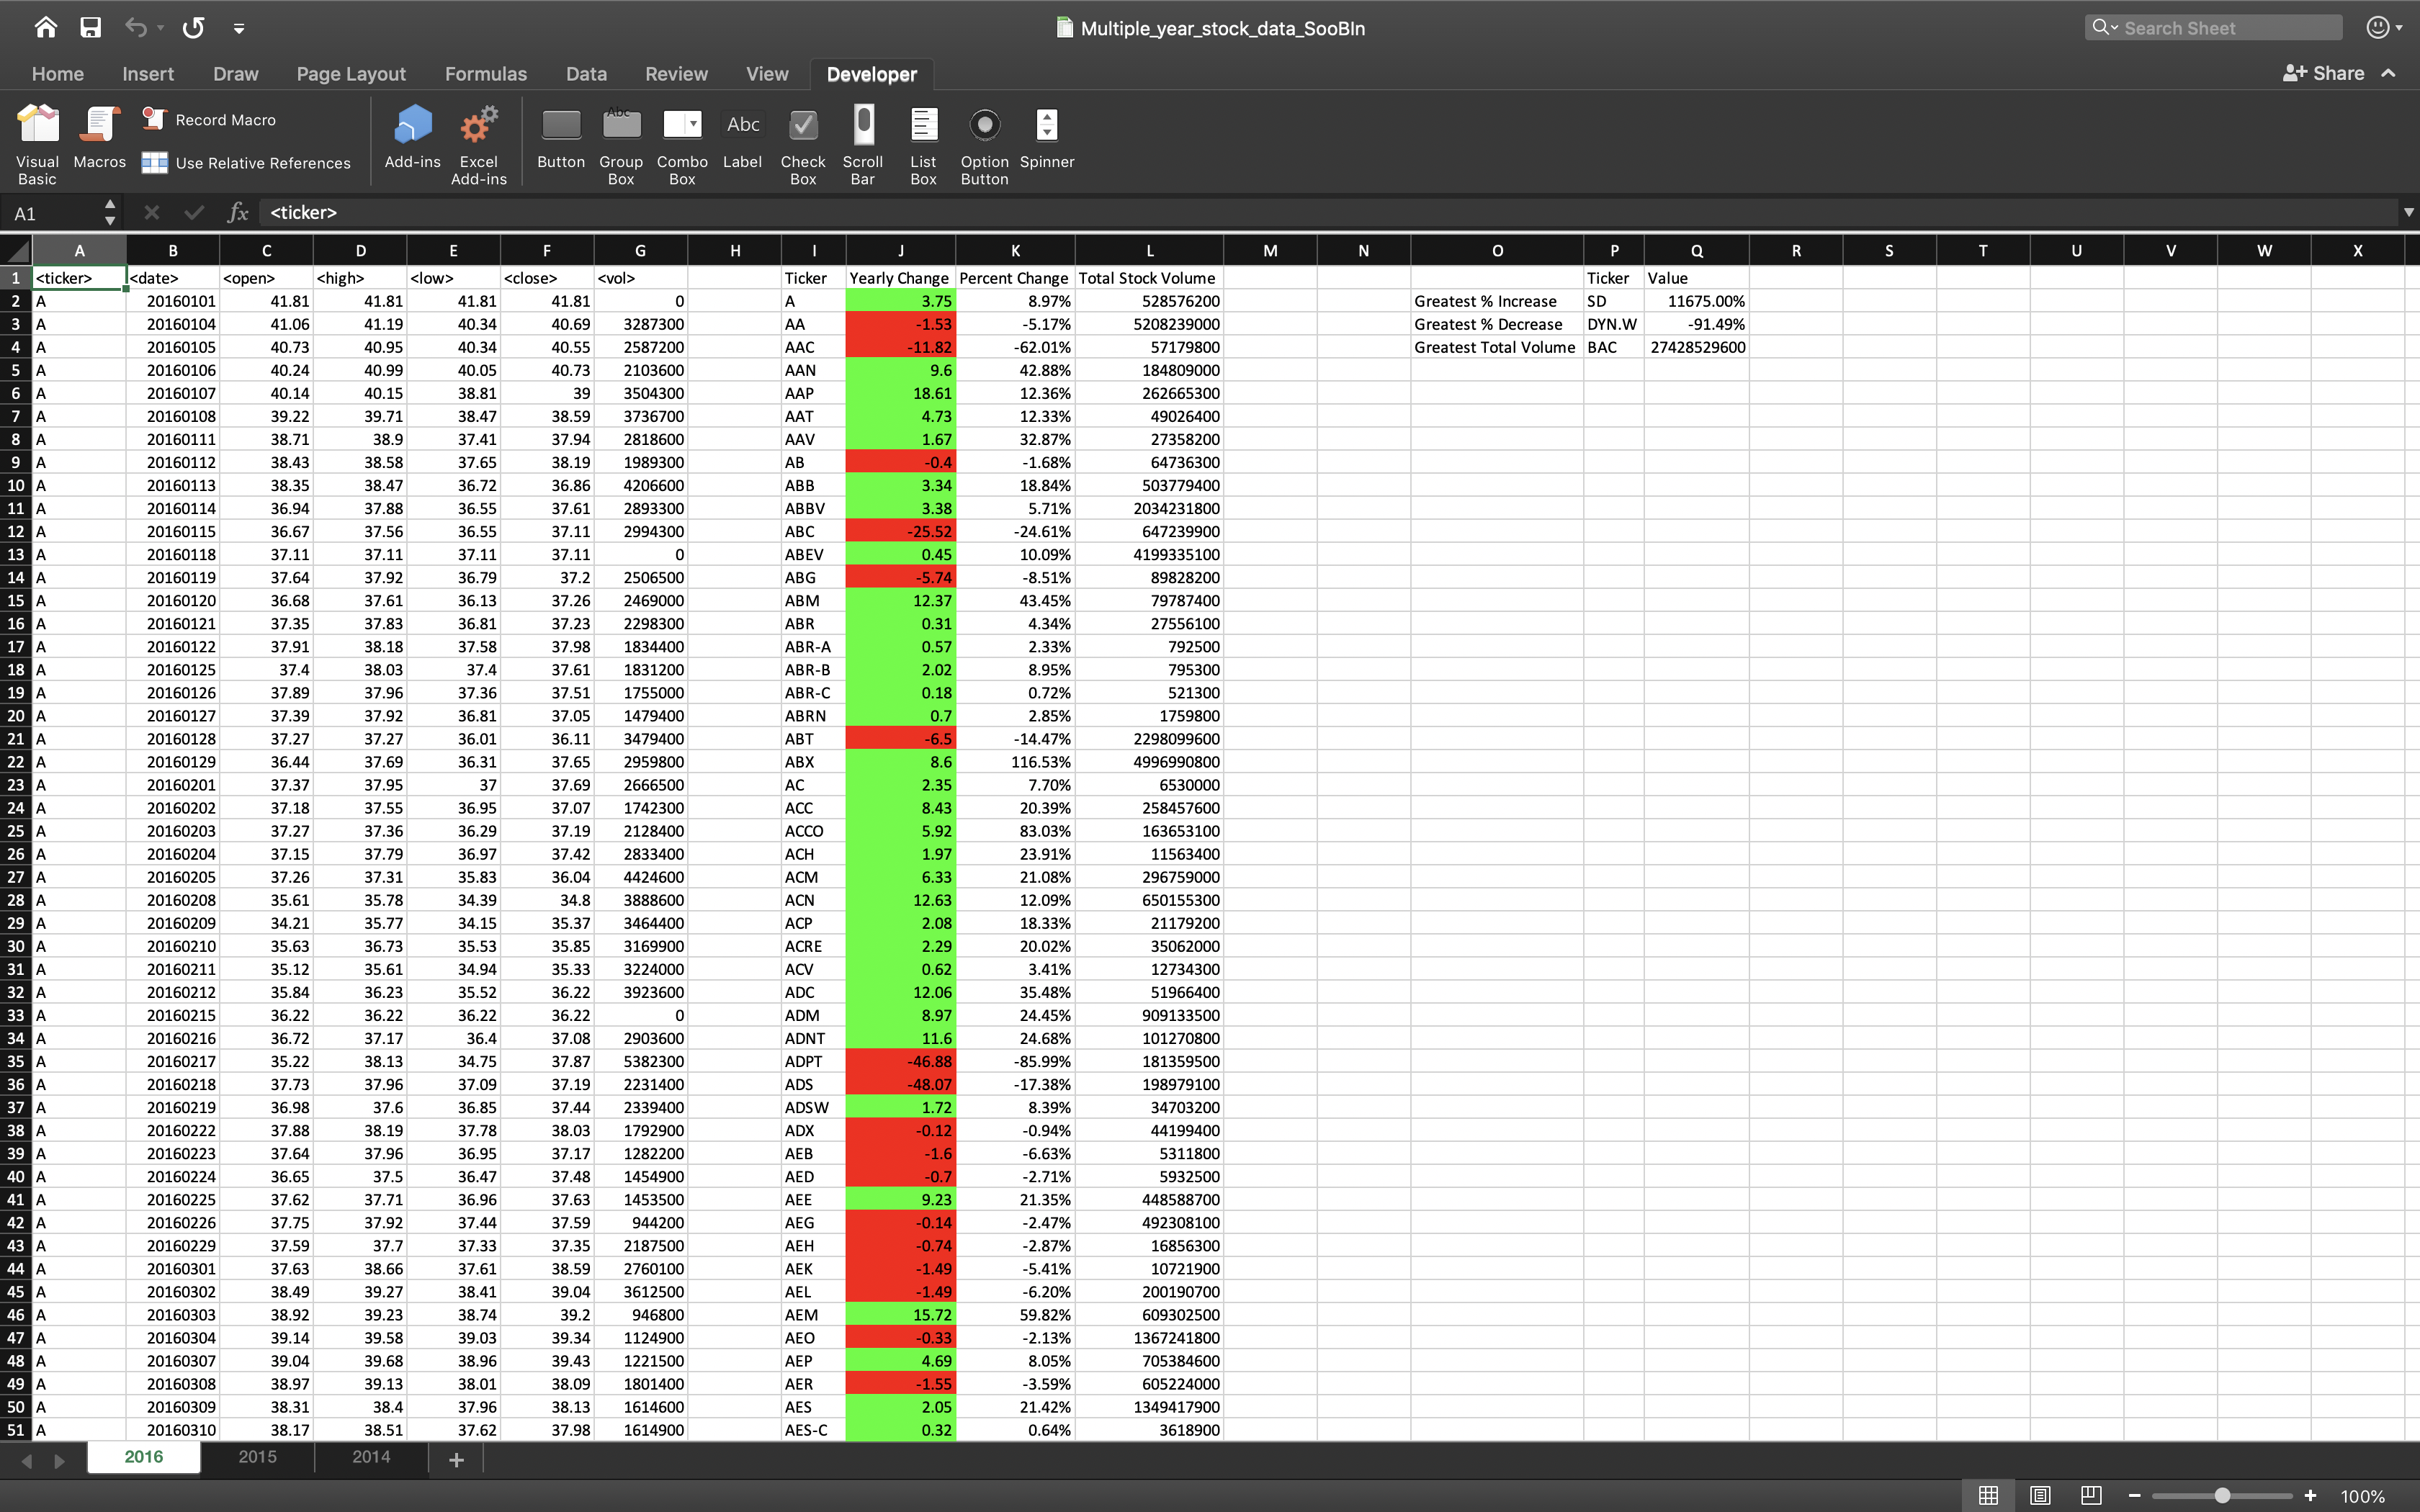 Multiple_year_stock_data_SooBIn
Search Sheet
Home Insert Draw Page Layout Formulas Data Review View Developer
Share
Visual Basic
Macros
Record Macro
Use Relative References
Add-ins
Excel Add-ins
Button
Group Box
Combo Box
Label
Check Box
Scroll Bar
List Box
Option Button
Spinner
A1 fx <ticker>
A B C D E F G H I J K L M N O P Q R S T U V W X
1 <ticker> <date> <open> <high> <low> <close> <vol> Ticker Yearly Change Percent Change Total Stock Volume Ticker Value
2 A 20160101 41.81 41.81 41.81 41.81 0 A 3.75 8.97% 528576200 Greatest % Increase SD 11675.00%
3 A 20160104 41.06 41.19 40.34 40.69 3287300 AA -1.53 -5.17% 5208239000 Greatest % Decrease DYN.W -91.49%
4 A 20160105 40.73 40.95 40.34 40.55 2587200 AAC -11.82 -62.01% 57179800 Greatest Total Volume BAC 27428529600
5 A 20160106 40.24 40.99 40.05 40.73 2103600 AAN 9.6 42.88% 184809000
6 A 20160107 40.14 40.15 38.81 39 3504300 AAP 18.61 12.36% 262665300
7 A 20160108 39.22 39.71 38.47 38.59 3736700 AAT 4.73 12.33% 49026400
8 A 20160111 38.71 38.9 37.41 37.94 2818600 AAV 1.67 32.87% 27358200
9 A 20160112 38.43 38.58 37.65 38.19 1989300 AB -0.4 -1.68% 64736300
10 A 20160113 38.35 38.47 36.72 36.86 4206600 ABB 3.34 18.84% 503779400
11 A 20160114 36.94 37.88 36.55 37.61 2893300 ABBV 3.38 5.71% 2034231800
12 A 20160115 36.67 37.56 36.55 37.11 2994300 ABC -25.52 -24.61% 647239900
13 A 20160118 37.11 37.11 37.11 37.11 0 ABEV 0.45 10.09% 4199335100
14 A 20160119 37.64 37.92 36.79 37.2 2506500 ABG -5.74 -8.51% 89828200
15 A 20160120 36.68 37.61 36.13 37.26 2469000 ABM 12.37 43.45% 79787400
16 A 20160121 37.35 37.83 36.81 37.23 2298300 ABR 0.31 4.34% 27556100
17 A 20160122 37.91 38.18 37.58 37.98 1834400 ABR-A 0.57 2.33% 792500
18 A 20160125 37.4 38.03 37.4 37.61 1831200 ABR-B 2.02 8.95% 795300
19 A 20160126 37.89 37.96 37.36 37.51 1755000 ABR-C 0.18 0.72% 521300
20 A 20160127 37.39 37.92 36.81 37.05 1479400 ABRN 0.7 2.85% 1759800
21 A 20160128 37.27 37.27 36.01 36.11 3479400 ABT -6.5 -14.47% 2298099600
22 A 20160129 36.44 37.69 36.31 37.65 2959800 ABX 8.6 116.53% 4996990800
23 A 20160201 37.37 37.95 37 37.69 2666500 AC 2.35 7.70% 6530000
24 A 20160202 37.18 37.55 36.95 37.07 1742300 ACC 8.43 20.39% 258457600
25 A 20160203 37.27 37.36 36.29 37.19 2128400 ACCO 5.92 83.03% 163653100
26 A 20160204 37.15 37.79 36.97 37.42 2833400 ACH 1.97 23.91% 11563400
27 A 20160205 37.26 37.31 35.83 36.04 4424600 ACM 6.33 21.08% 296759000
28 A 20160208 35.61 35.78 34.39 34.8 3888600 ACN 12.63 12.09% 650155300
29 A 20160209 34.21 35.77 34.15 35.37 3464400 ACP 2.08 18.33% 21179200
30 A 20160210 35.63 36.73 35.53 35.85 3169900 ACRE 2.29 20.02% 35062000
31 A 20160211 35.12 35.61 34.94 35.33 3224000 ACV 0.62 3.41% 12734300
32 A 20160212 35.84 36.23 35.52 36.22 3923600 ADC 12.06 35.48% 51966400
33 A 20160215 36.22 36.22 36.22 36.22 0 ADM 8.97 24.45% 909133500
34 A 20160216 36.72 37.17 36.4 37.08 2903600 ADNT 11.6 24.68% 101270800
35 A 20160217 35.22 38.13 34.75 37.87 5382300 ADPT -46.88 -85.99% 181359500
36 A 20160218 37.73 37.96 37.09 37.19 2231400 ADS -48.07 -17.38% 198979100
37 A 20160219 36.98 37.6 36.85 37.44 2339400 ADSW 1.72 8.39% 34703200
38 A 20160222 37.88 38.19 37.78 38.03 1792900 ADX -0.12 -0.94% 44199400
39 A 20160223 37.64 37.96 36.95 37.17 1282200 AEB -1.6 -6.63% 5311800
40 A 20160224 36.65 37.5 36.47 37.48 1454900 AED -0.7 -2.71% 5932500
41 A 20160225 37.62 37.71 36.96 37.63 1453500 AEE 9.23 21.35% 448588700
42 A 20160226 37.75 37.92 37.44 37.59 944200 AEG -0.14 -2.47% 492308100
43 A 20160229 37.59 37.7 37.33 37.35 2187500 AEH -0.74 -2.87% 16856300
44 A 20160301 37.63 38.66 37.61 38.59 2760100 AEK -1.49 -5.41% 10721900
45 A 20160302 38.49 39.27 38.41 39.04 3612500 AEL -1.49 -6.20% 200190700
46 A 20160303 38.92 39.23 38.74 39.2 946800 AEM 15.72 59.82% 609302500
47 A 20160304 39.14 39.58 39.03 39.34 1124900 AEO -0.33 -2.13% 1367241800
48 A 20160307 39.04 39.68 38.96 39.43 1221500 AEP 4.69 8.05% 705384600
49 A 20160308 38.97 39.13 38.01 38.09 1801400 AER -1.55 -3.59% 605224000
50 A 20160309 38.31 38.4 37.96 38.13 1614600 AES 2.05 21.42% 1349417900
51 A 20160310 38.17 38.51 37.62 37.98 1614900 AES-C 0.32 0.64% 3618900
2016 2015 2014 +
100%